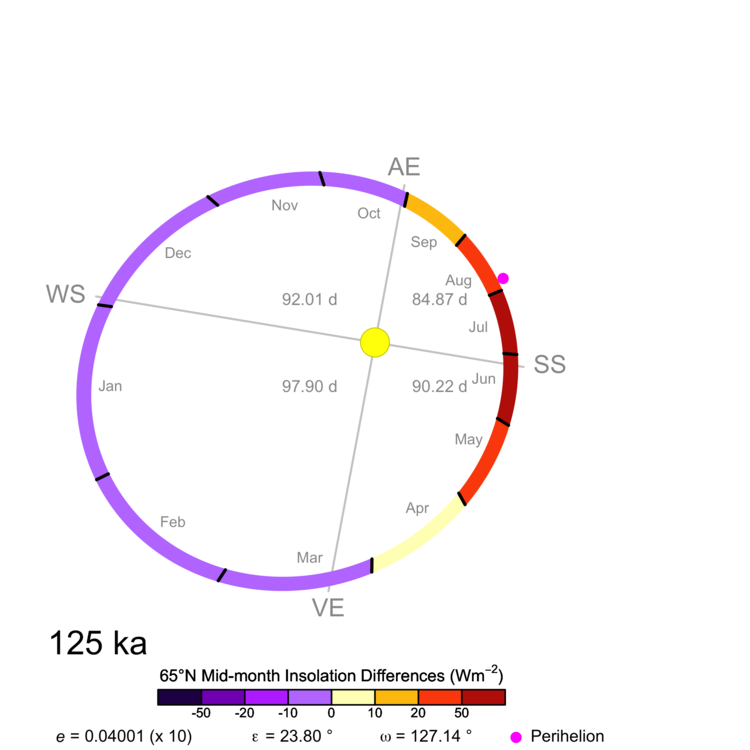 AE
Nov
Oct
Sep
Dec
Aug
WS
92.01 d
84.87 d
Jul
SS
Jan
97.90 d
90.22 d
Jun
May
Apr
Feb
Mar
VE
125 ka
65°N Mid-month Insolation Differences (Wm⁻²)
-50 -20 -10 0 10 20 50
e = 0.04001 (x 10) ε = 23.80 ° ω = 127.14 ° Perihelion